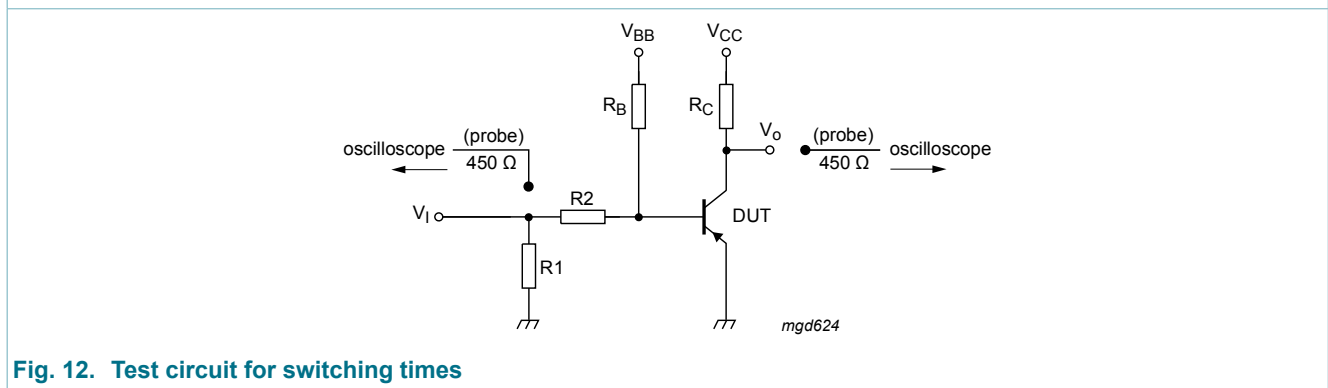 VBB VCC
RB RC
Vo
oscilloscope (probe) 450 Ω
(probe) 450 Ω oscilloscope
R2
VI
DUT
R1
mgd624
Fig. 12. Test circuit for switching times